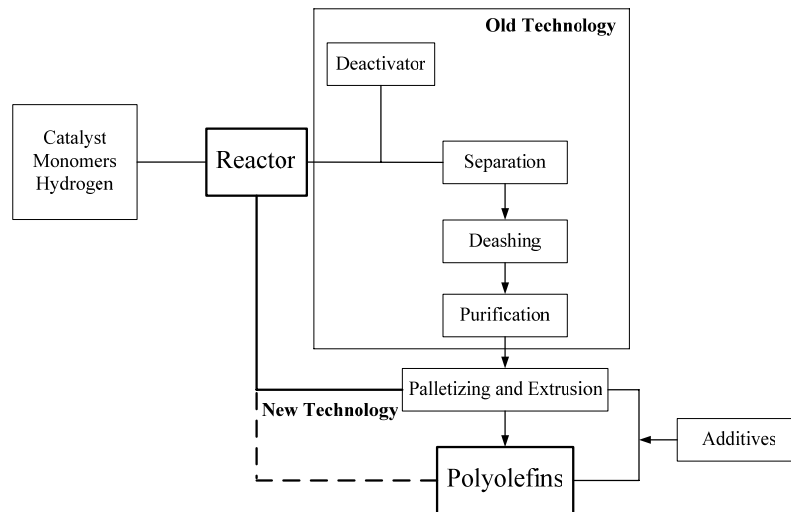 Old Technology
Deactivator
Catalyst
Monomers
Hydrogen
Reactor
Separation
Deashing
Purification
Palletizing and Extrusion
New Technology
Additives
Polyolefins